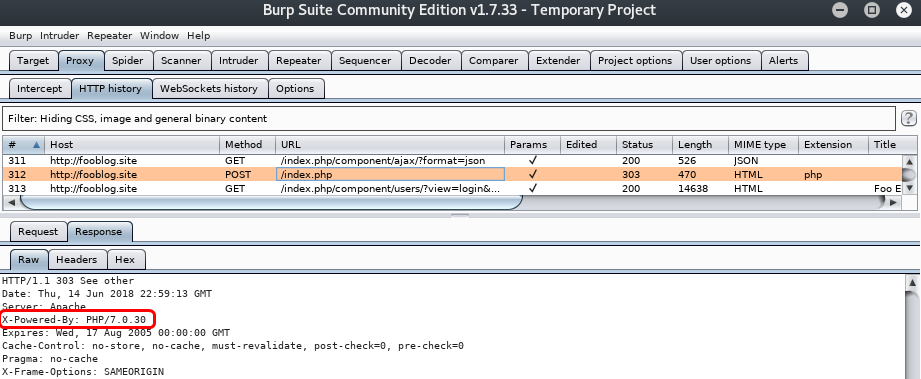 Burp Suite Community Edition v1.7.33 - Temporary Project
Burp Intruder Repeater Window Help
Target Proxy Spider Scanner Intruder Repeater Sequencer Decoder Comparer Extender Project options User options Alerts
Intercept HTTP history WebSockets history Options
Filter: Hiding CSS, image and general binary content ?
# Host Method URL Params Edited Status Length MIME type Extension Title
311 http://fooblog.site GET /index.php/component/ajax/?format=json ✓ 200 526 JSON
312 http://fooblog.site POST /index.php ✓ 303 470 HTML php
313 http://fooblog.site GET /index.php/component/users/?view=login&... ✓ 200 14638 HTML Foo E
Request Response
Raw Headers Hex
HTTP/1.1 303 See other
Date: Thu, 14 Jun 2018 22:59:13 GMT
Server: Apache
X-Powered-By: PHP/7.0.30
Expires: Wed, 17 Aug 2005 00:00:00 GMT
Cache-Control: no-store, no-cache, must-revalidate, post-check=0, pre-check=0
Pragma: no-cache
X-Frame-Options: SAMEORIGIN